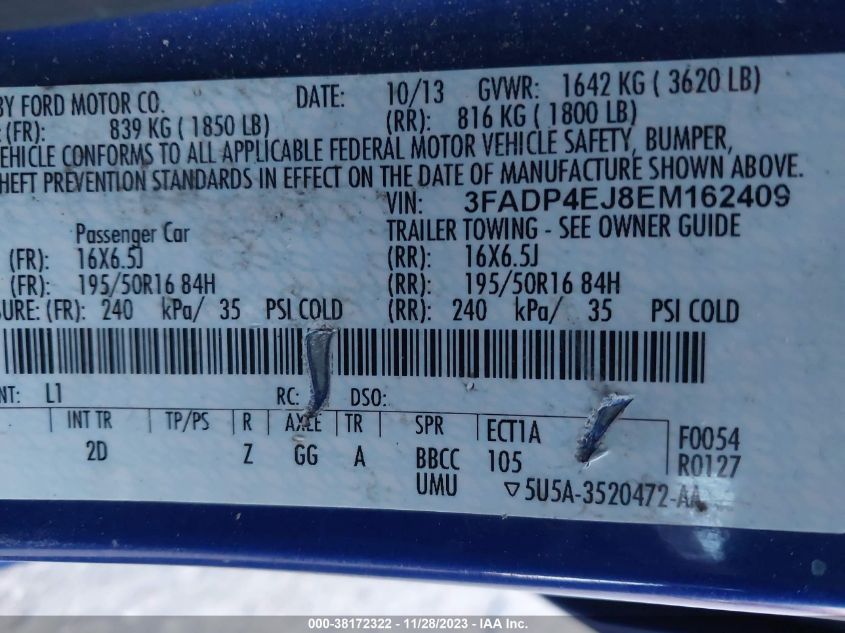 BY FORD MOTOR CO. DATE: 10/13 GVWR: 1642 KG ( 3620 LB)
(FR): 839 KG ( 1850 LB) (RR): 816 KG ( 1800 LB)
VEHICLE CONFORMS TO ALL APPLICABLE FEDERAL MOTOR VEHICLE SAFETY, BUMPER,
THEFT PREVENTION STANDARDS IN EFFECT ON THE DATE OF MANUFACTURE SHOWN ABOVE.
VIN: 3FADP4EJ8EM162409
Passenger Car TRAILER TOWING - SEE OWNER GUIDE
(FR): 16X6.5J (RR): 16X6.5J
(FR): 195/50R16 84H (RR): 195/50R16 84H
SURE: (FR): 240 kPa/ 35 PSI COLD (RR): 240 kPa/ 35 PSI COLD
NT: L1 RC: DSO:
INT TR TP/PS R AXLE TR SPR ECT1A F0054
2D Z GG A BBCC 105 R0127
UMU ▽5U5A-3520472-AA
000-38172322 - 11/28/2023 - IAA Inc.